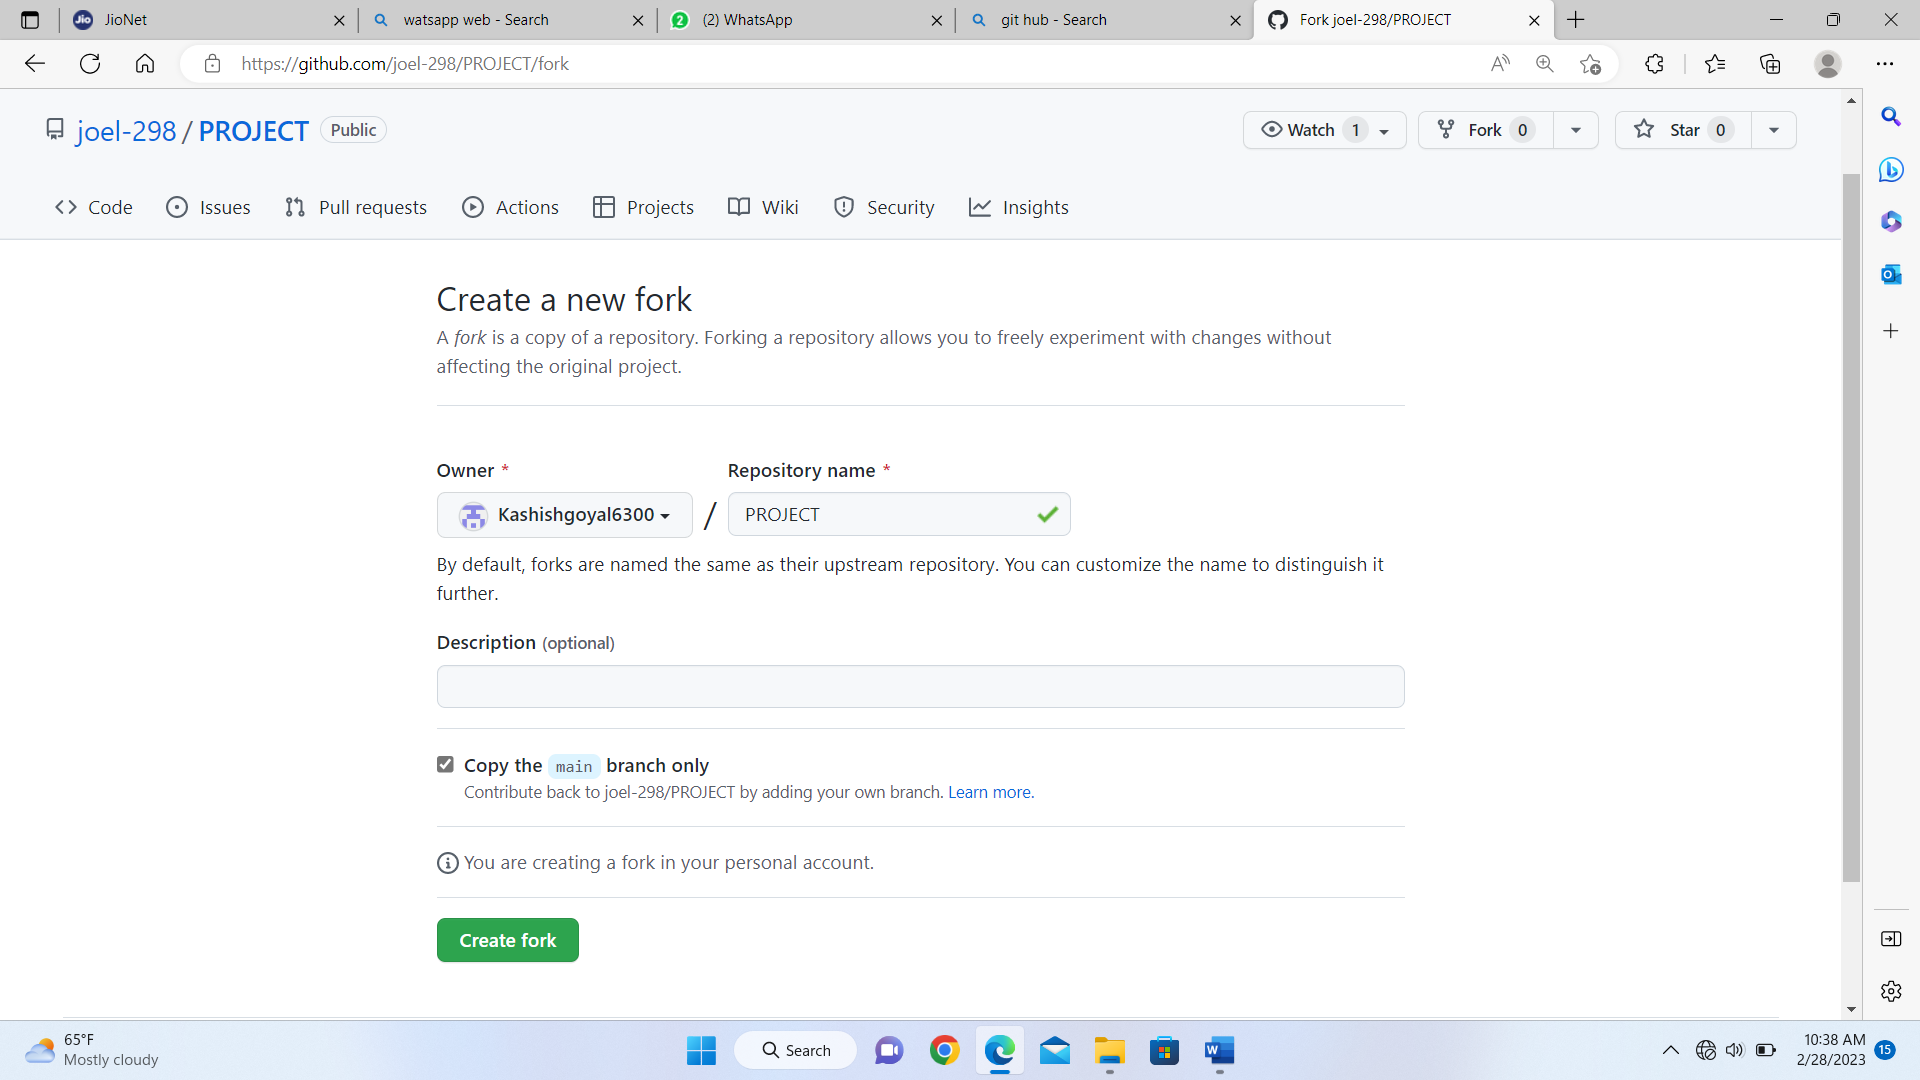 JioNet
watsapp web - Search
(2) WhatsApp
git hub - Search
Fork joel-298/PROJECT
https://github.com/joel-298/PROJECT/fork
joel-298 / PROJECT Public
Watch 1
Fork 0
Star 0
Code
Issues
Pull requests
Actions
Projects
Wiki
Security
Insights
Create a new fork
A fork is a copy of a repository. Forking a repository allows you to freely experiment with changes without
affecting the original project.
Owner *
Repository name *
Kashishgoyal6300 / PROJECT
By default, forks are named the same as their upstream repository. You can customize the name to distinguish it
further.
Description (optional)
Copy the main branch only
Contribute back to joel-298/PROJECT by adding your own branch. Learn more.
You are creating a fork in your personal account.
Create fork
65°F
Mostly cloudy
Search
10:38 AM
2/28/2023
15